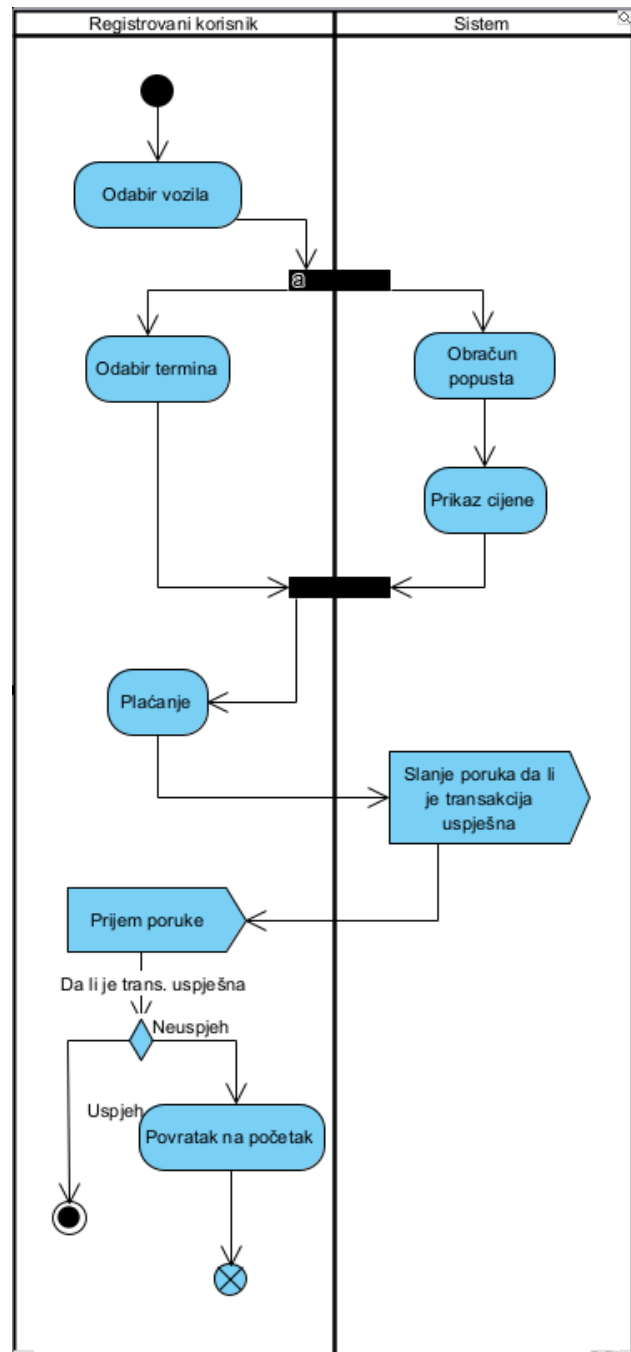 Registrovani korisnik
Sistem
Odabir vozila
a
Odabir termina
Obračun
popusta
Prikaz cijene
Plaćanje
Slanje poruka da li
je transakcija
uspješna
Prijem poruke
Da li je trans. uspješna
Neuspjeh
Uspjeh
Povratak na početak